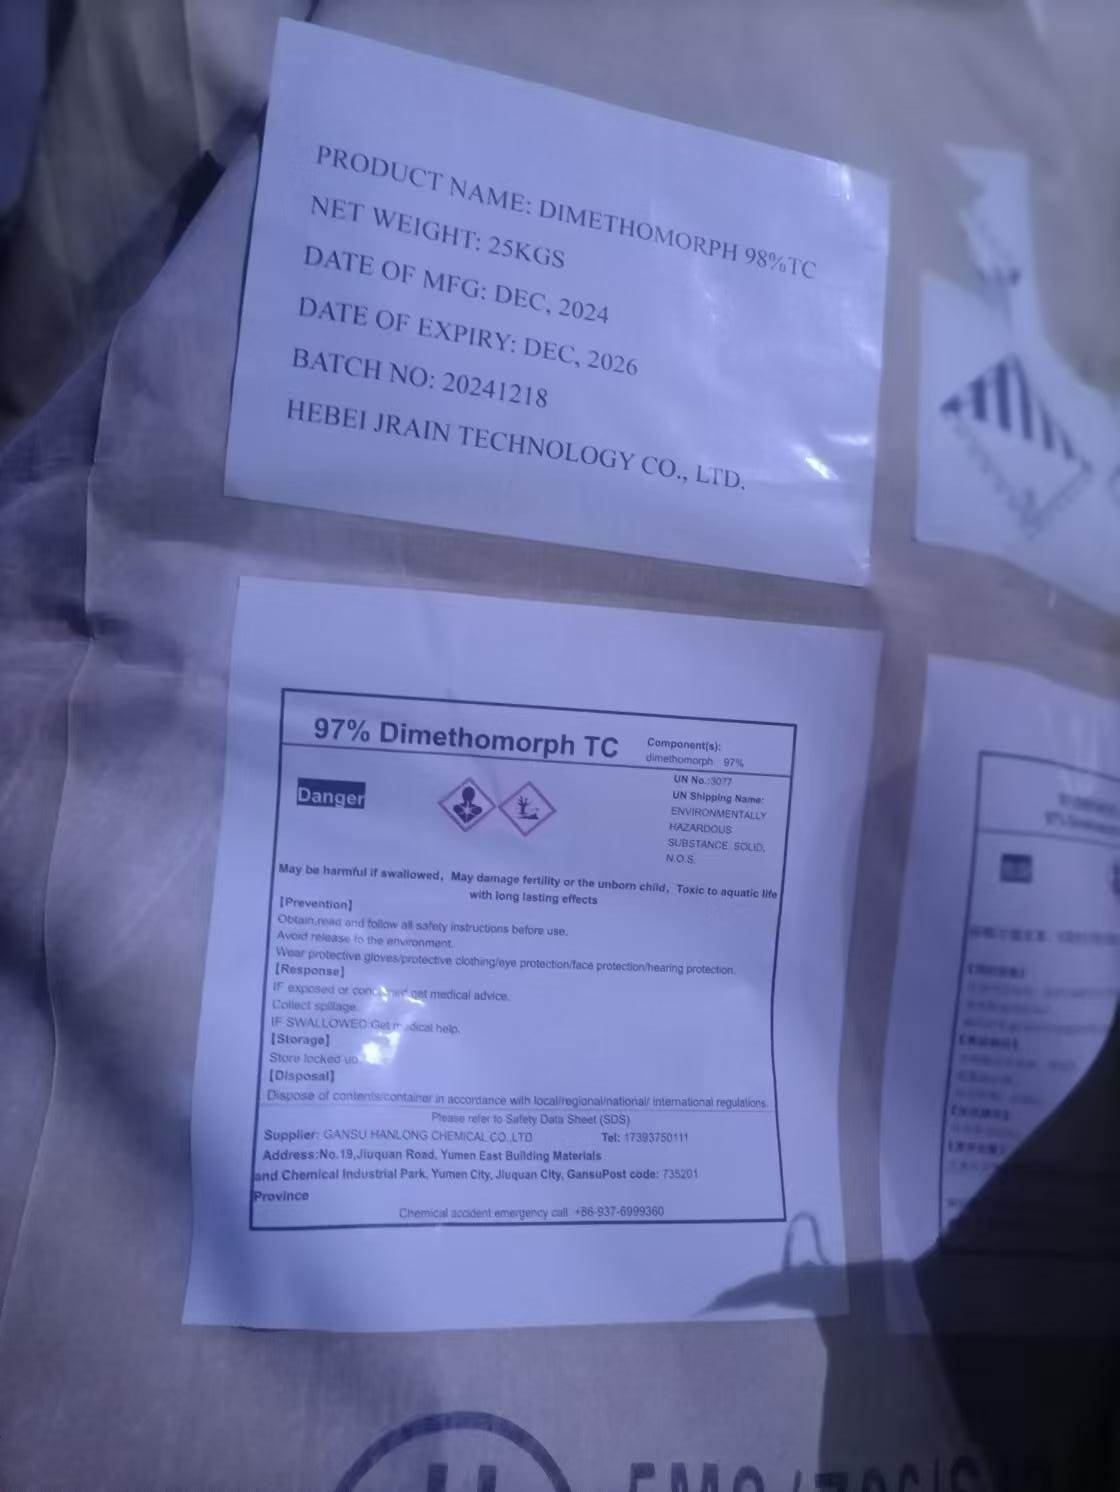 PRODUCT NAME: DIMETHOMORPH 98%TC
NET WEIGHT: 25KGS
DATE OF MFG: DEC, 2024
DATE OF EXPIRY: DEC, 2026
BATCH NO: 20241218
HEBEI JRAIN TECHNOLOGY CO., LTD.
97% Dimethomorph TC
Component(s):
dimethomorph 97%
Danger
UN No.:3077
UN Shipping Name:
ENVIRONMENTALLY
HAZARDOUS
SUBSTANCE, SOLID,
N.O.S.
May be harmful if swallowed, May damage fertility or the unborn child, Toxic to aquatic life
with long lasting effects
【Prevention】
Obtain,read and follow all safety instructions before use.
Avoid release to the environment.
Wear protective gloves/protective clothing/eye protection/face protection/hearing protection.
【Response】
IF exposed or concerned get medical advice.
Collect spillage.
IF SWALLOWED:Get medical help.
【Storage】
Store locked up
【Disposal】
Dispose of contents/container in accordance with local/regional/national/ international regulations.
Please refer to Safety Data Sheet (SDS)
Supplier: GANSU HANLONG CHEMICAL CO.,LTD Tel: 17393750111
Address:No.19,Jiuquan Road, Yumen East Building Materials
and Chemical Industrial Park, Yumen City, Jiuquan City, GansuPost code: 735201
Province
Chemical accident emergency call +86-937-6999360